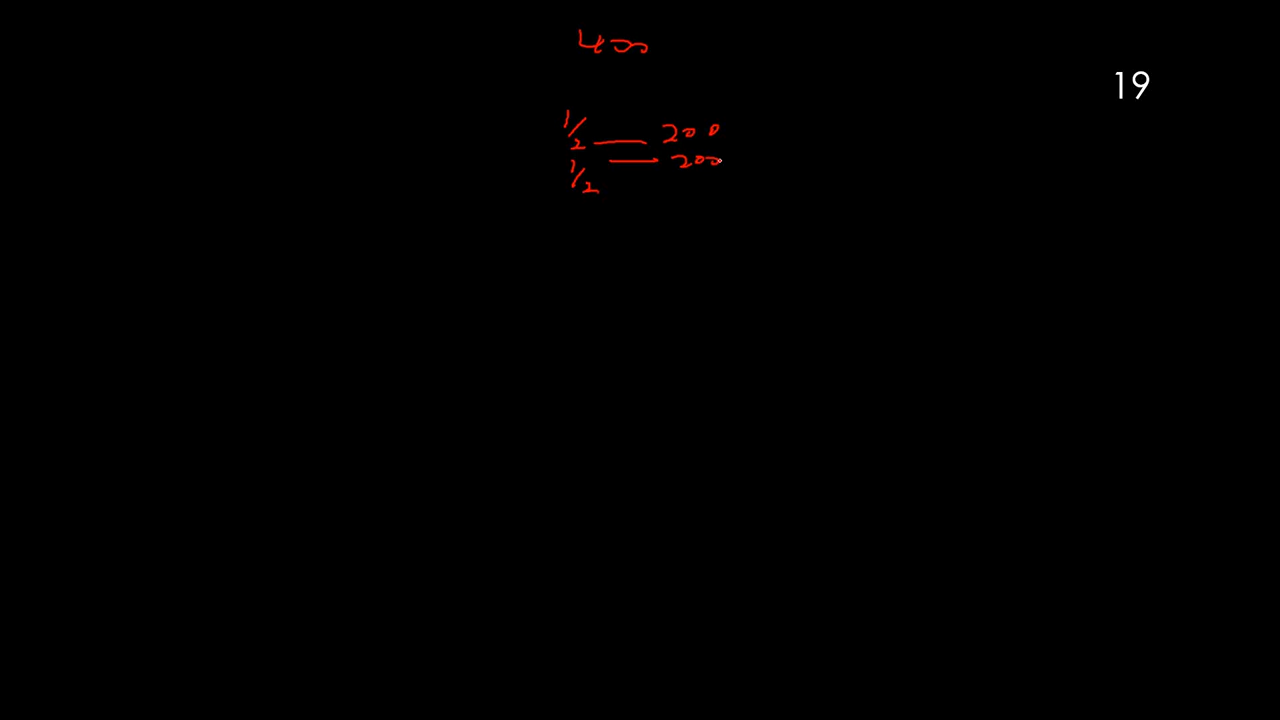 400
19
1/2 — 200
1/2 — 200